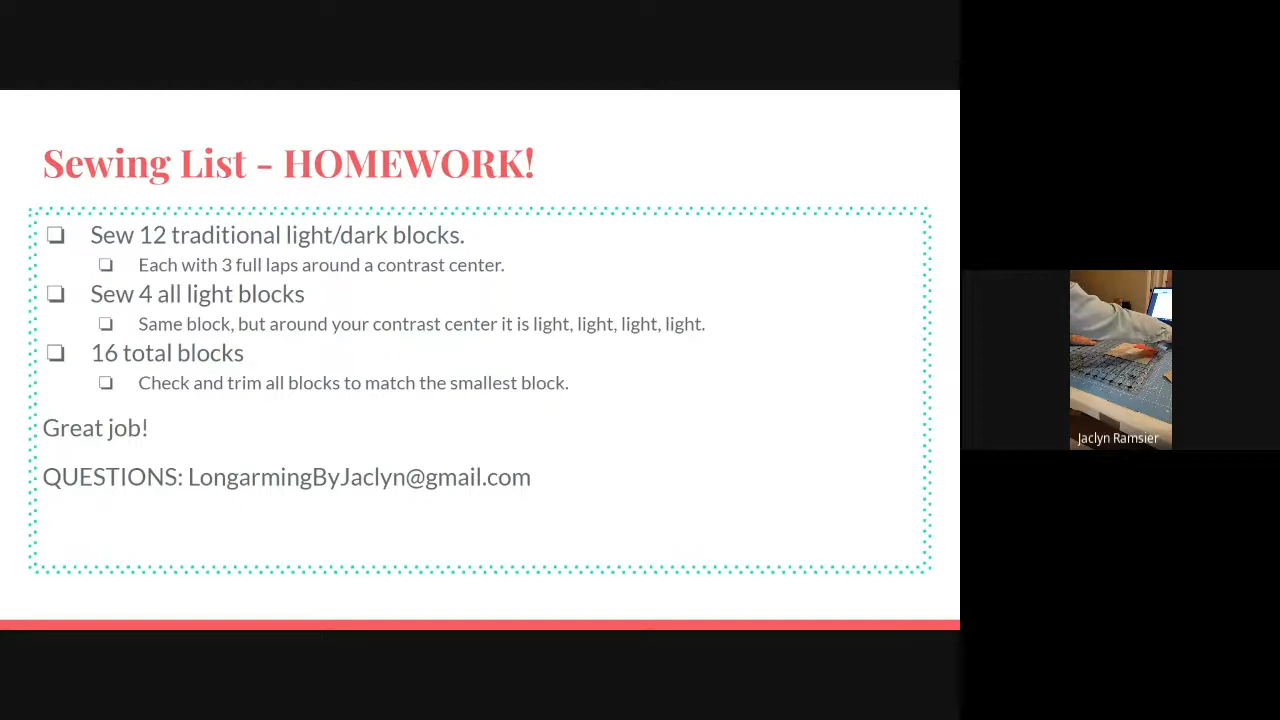 Sewing List - HOMEWORK!
❏ Sew 12 traditional light/dark blocks.
❏ Each with 3 full laps around a contrast center.
❏ Sew 4 all light blocks
❏ Same block, but around your contrast center it is light, light, light, light.
❏ 16 total blocks
❏ Check and trim all blocks to match the smallest block.
Great job!
QUESTIONS: LongarmingByJaclyn@gmail.com
Jaclyn Ramsier